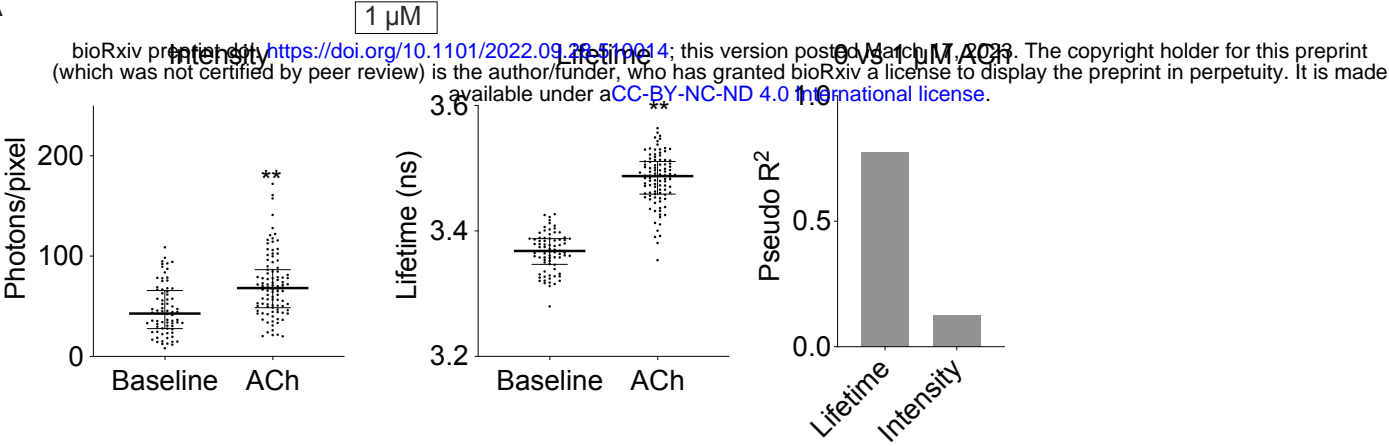 1 µM
bioRxiv preprint doi: https://doi.org/10.1101/2022.09.28.510014; this version posted March 17, 2023. The copyright holder for this preprint
(which was not certified by peer review) is the author/funder, who has granted bioRxiv a license to display the preprint in perpetuity. It is made
available under aCC-BY-NC-ND 4.0 International license.
Intensity
Lifetime
0 vs 1 µM ACh
Photons/pixel
200
100
0
**
Baseline ACh
Lifetime (ns)
3.6
3.4
3.2
**
Baseline ACh
Pseudo R²
1.0
0.5
0.0
Lifetime
Intensity